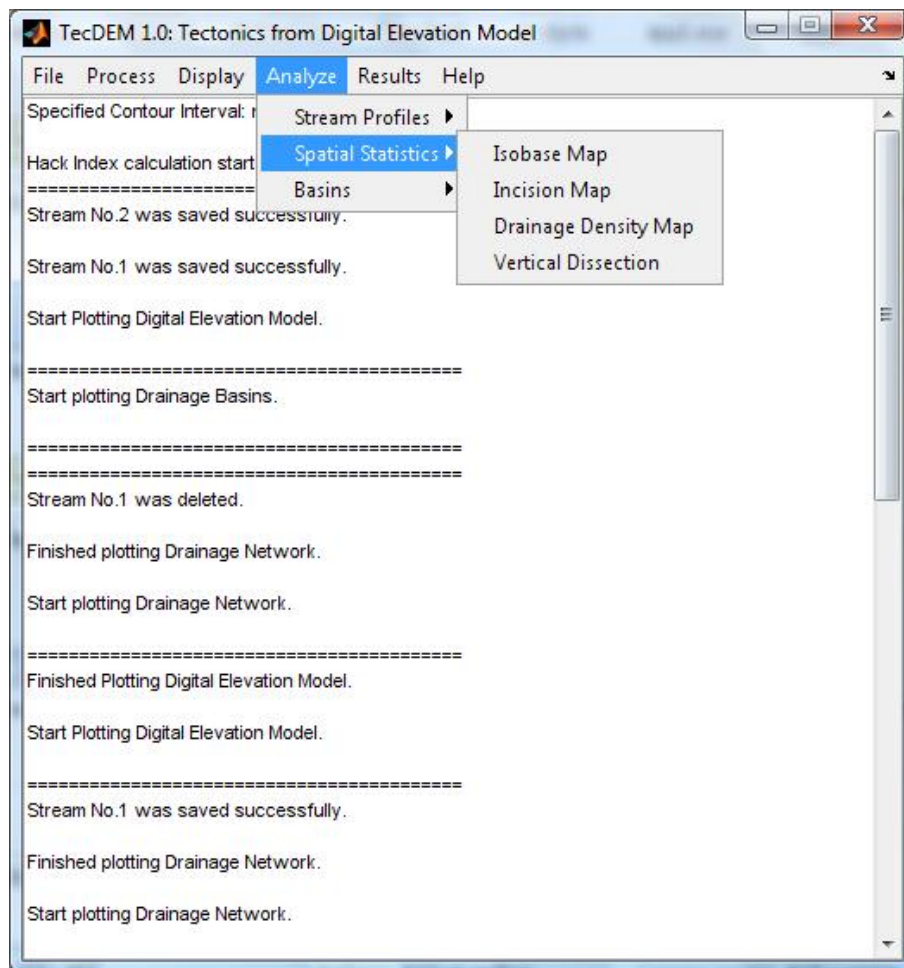 TecDEM 1.0: Tectonics from Digital Elevation Model
File Process Display Analyze Results Help
Specified Contour Interval:
Stream Profiles
Hack Index calculation start
Spatial Statistics
Isobase Map
==========================================
Basins
Incision Map
Stream No.2 was saved successfully.
Drainage Density Map
Stream No.1 was saved successfully.
Vertical Dissection
Start Plotting Digital Elevation Model.
==========================================
Start plotting Drainage Basins.
==========================================
==========================================
Stream No.1 was deleted.
Finished plotting Drainage Network.
Start plotting Drainage Network.
==========================================
Finished Plotting Digital Elevation Model.
Start Plotting Digital Elevation Model.
==========================================
Stream No.1 was saved successfully.
Finished plotting Drainage Network.
Start plotting Drainage Network.